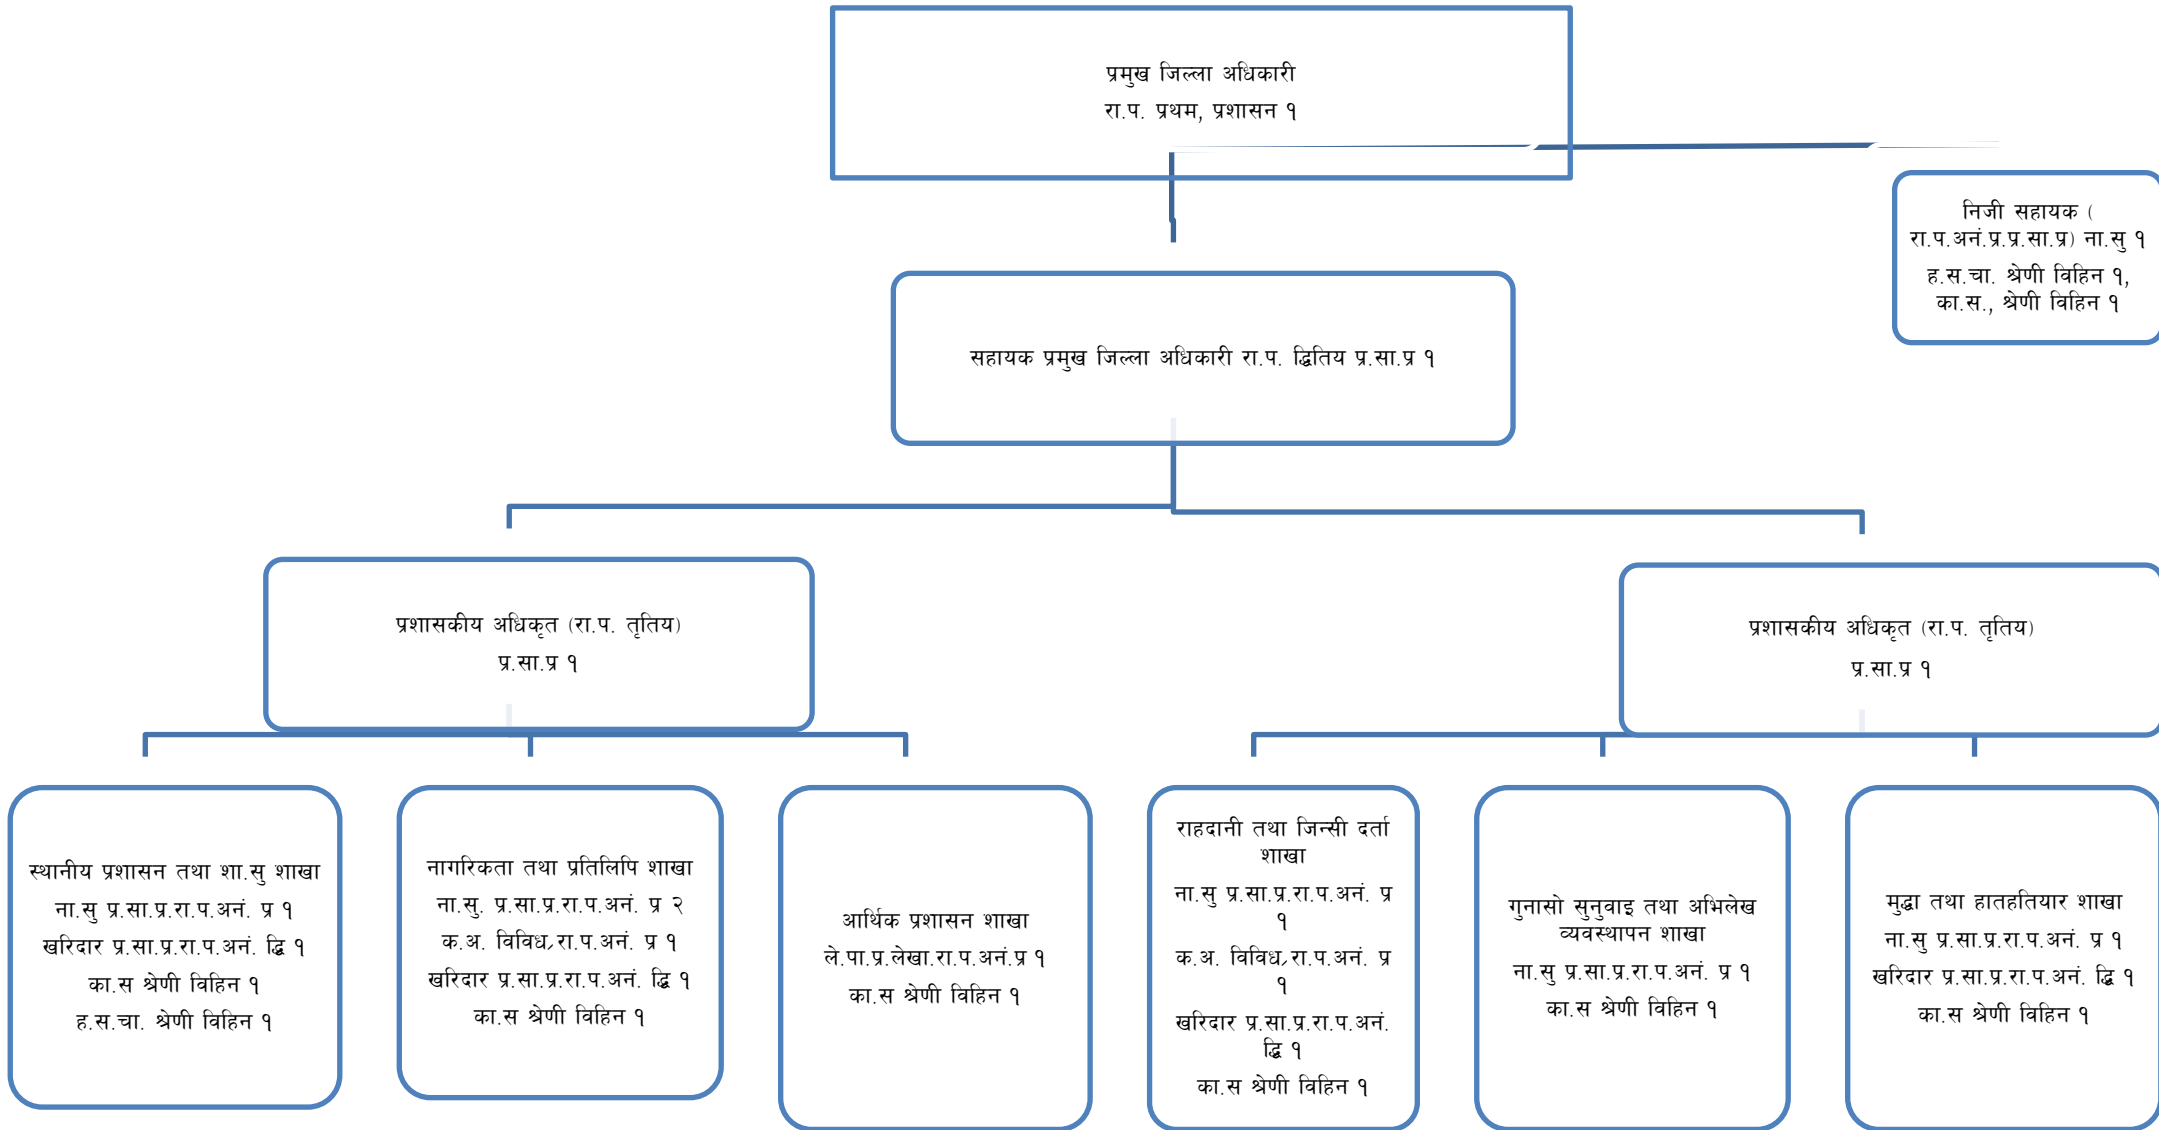 प्रमुख जिल्ला अधिकारी
रा.प. प्रथम, प्रशासन १
निजी सहायक (
रा.प.अनं.प्र.प्र.सा.प्र) ना.सु १
ह.स.चा. श्रेणी विहिन १,
का.स., श्रेणी विहिन १
सहायक प्रमुख जिल्ला अधिकारी रा.प. द्धितिय प्र.सा.प्र १
प्रशासकीय अधिकृत (रा.प. तृतिय)
प्र.सा.प्र १
प्रशासकीय अधिकृत (रा.प. तृतिय)
प्र.सा.प्र १
स्थानीय प्रशासन तथा शा.सु शाखा
ना.सु प्र.सा.प्र.रा.प.अनं. प्र १
खरिदार प्र.सा.प्र.रा.प.अनं. द्धि १
का.स श्रेणी विहिन १
ह.स.चा. श्रेणी विहिन १
नागरिकता तथा प्रतिलिपि शाखा
ना.सु. प्र.सा.प्र.रा.प.अनं. प्र २
क.अ. विविध,रा.प.अनं. प्र १
खरिदार प्र.सा.प्र.रा.प.अनं. द्धि १
का.स श्रेणी विहिन १
आर्थिक प्रशासन शाखा
ले.पा.प्र.लेखा.रा.प.अनं.प्र १
का.स श्रेणी विहिन १
राहदानी तथा जिन्सी दर्ता
शाखा
ना.सु प्र.सा.प्र.रा.प.अनं. प्र
१
क.अ. विविध,रा.प.अनं. प्र
१
खरिदार प्र.सा.प्र.रा.प.अनं.
द्धि १
का.स श्रेणी विहिन १
गुनासो सुनुवाइ तथा अभिलेख
व्यवस्थापन शाखा
ना.सु प्र.सा.प्र.रा.प.अनं. प्र १
का.स श्रेणी विहिन १
मुद्धा तथा हातहतियार शाखा
ना.सु प्र.सा.प्र.रा.प.अनं. प्र १
खरिदार प्र.सा.प्र.रा.प.अनं. द्धि १
का.स श्रेणी विहिन १